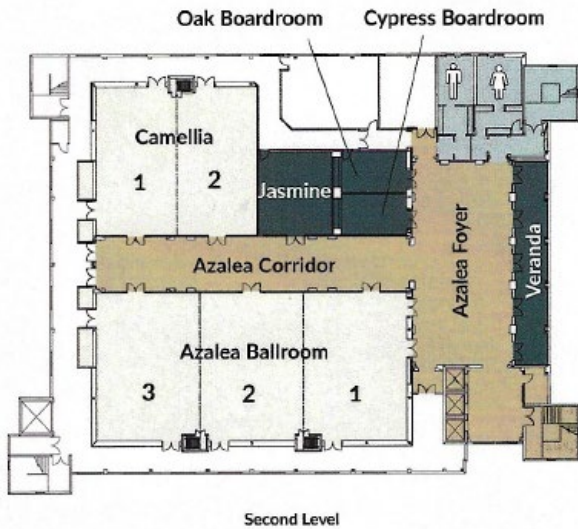 Oak Boardroom
Cypress Boardroom
Camellia
1
2
Jasmine
Azalea Corridor
Azalea Foyer
Veranda
Azalea Ballroom
3
2
1
Second Level